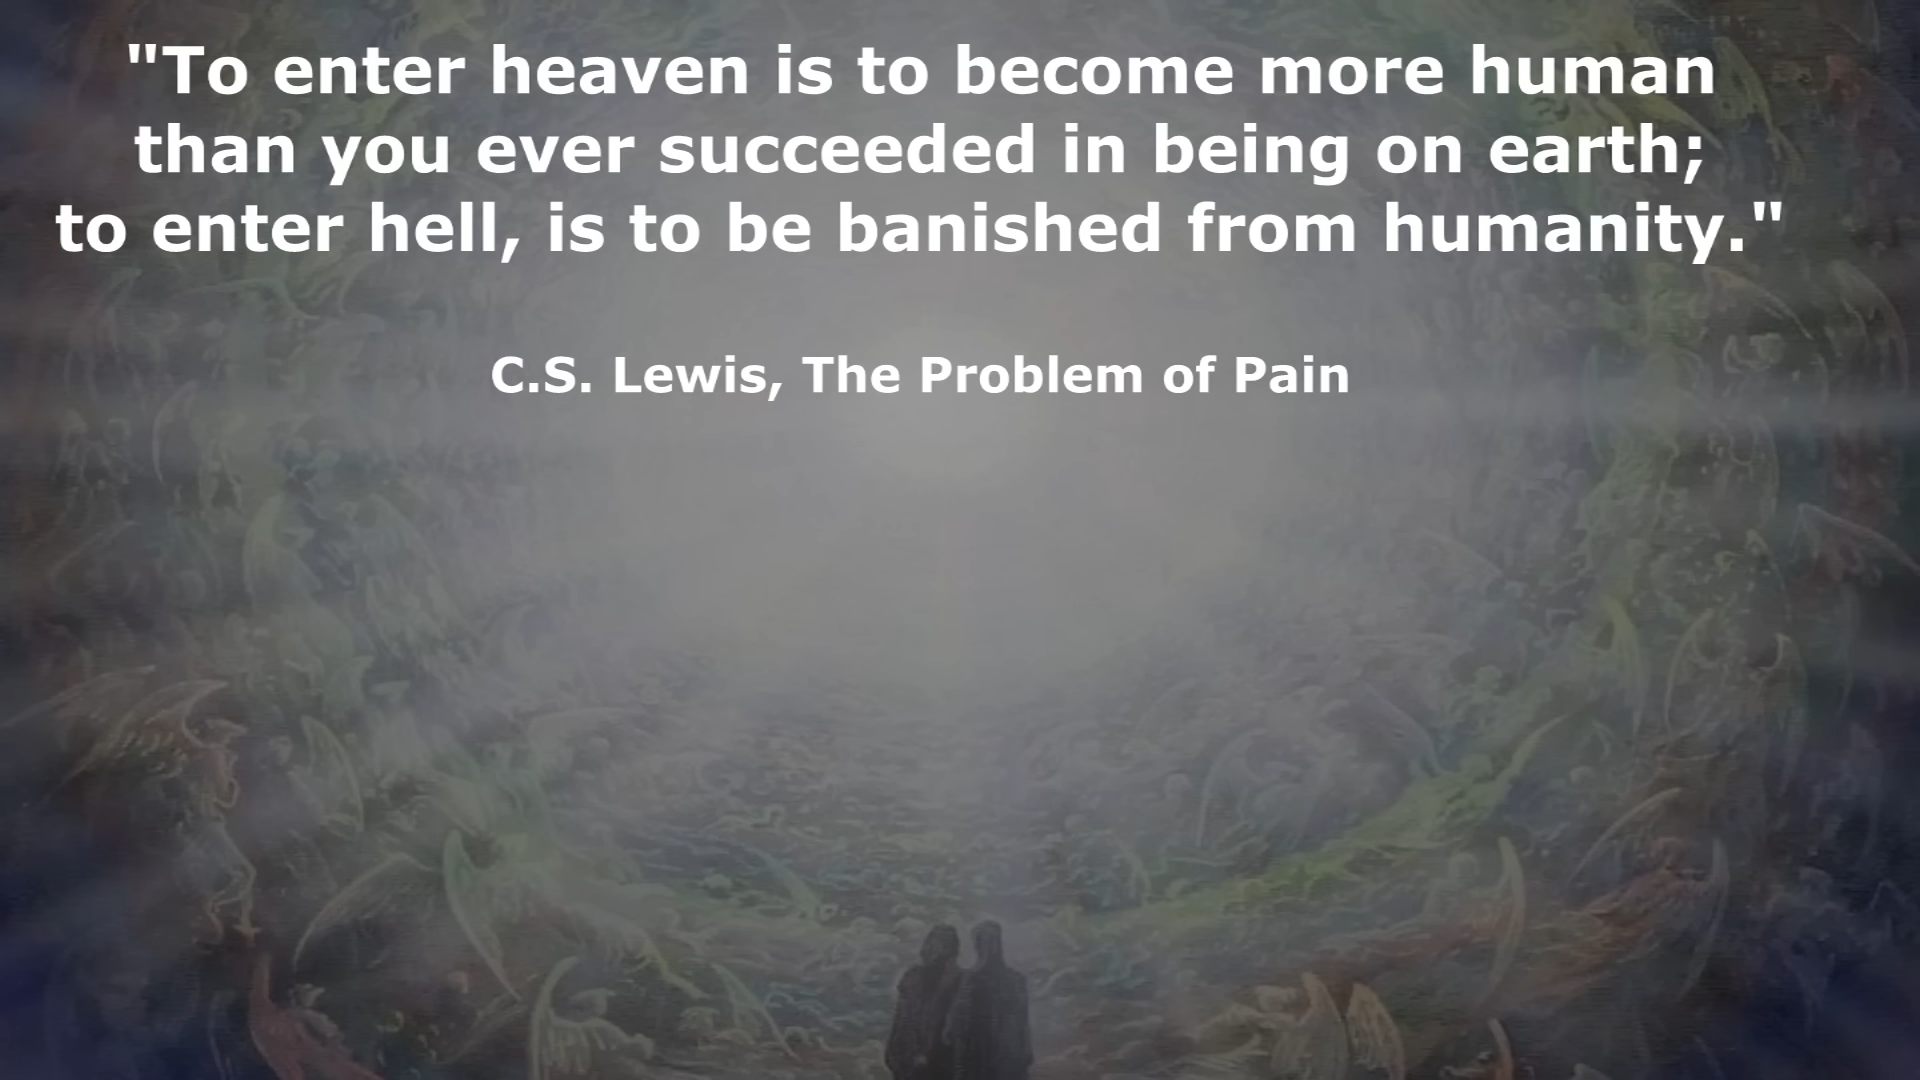 "To enter heaven is to become more human
than you ever succeeded in being on earth;
to enter hell, is to be banished from humanity."
C.S. Lewis, The Problem of Pain